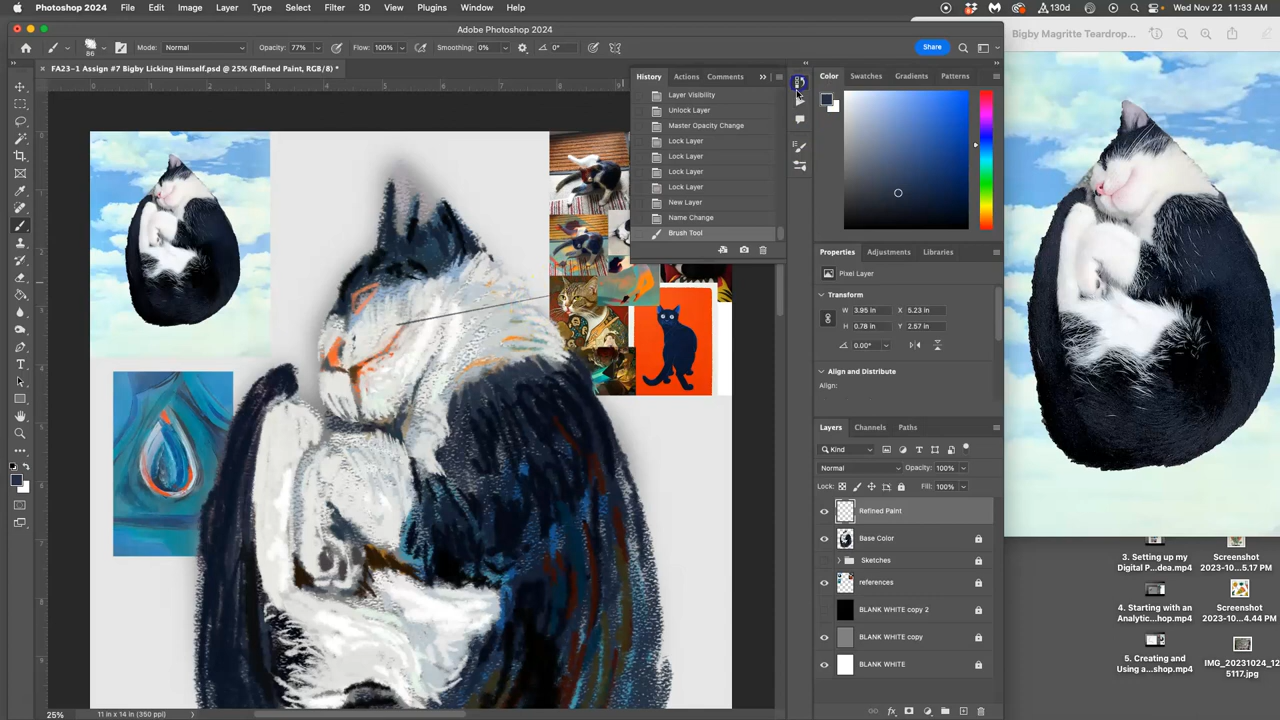 Photoshop 2024 File Edit Image Layer Type Select Filter 3D View Plugins Window Help 130d Wed Nov 22 11:33 AM
Adobe Photoshop 2024
Bigby Magritte Teardrop...
86 Mode: Normal Opacity: 77% Flow: 100% Smoothing: 0% 0° Share
FA23-1 Assign #7 Bigby Licking Himself.psd @ 25% (Refined Paint, RGB/8) *
History Actions Comments
Layer Visibility
Unlock Layer
Master Opacity Change
Lock Layer
Lock Layer
Lock Layer
Lock Layer
New Layer
Name Change
Brush Tool
Color Swatches Gradients Patterns
Properties Adjustments Libraries
Pixel Layer
Transform
W 3.95 in X 5.23 in
H 0.78 in Y 2.57 in
0.00°
Align and Distribute
Align:
Layers Channels Paths
Kind
Normal Opacity: 100%
Lock: Fill: 100%
Refined Paint
Base Color
Sketches
references
BLANK WHITE copy 2
BLANK WHITE copy
BLANK WHITE
3. Setting up my
Digital P...dea.mp4
Screenshot
2023-10...5.17 PM
4. Starting with an
Analytic...hop.mp4
Screenshot
2023-10...4.44 PM
5. Creating and
Using a...shop.mp4
IMG_20231024_12
5117.jpg
25% 11 in x 14 in (350 ppi)